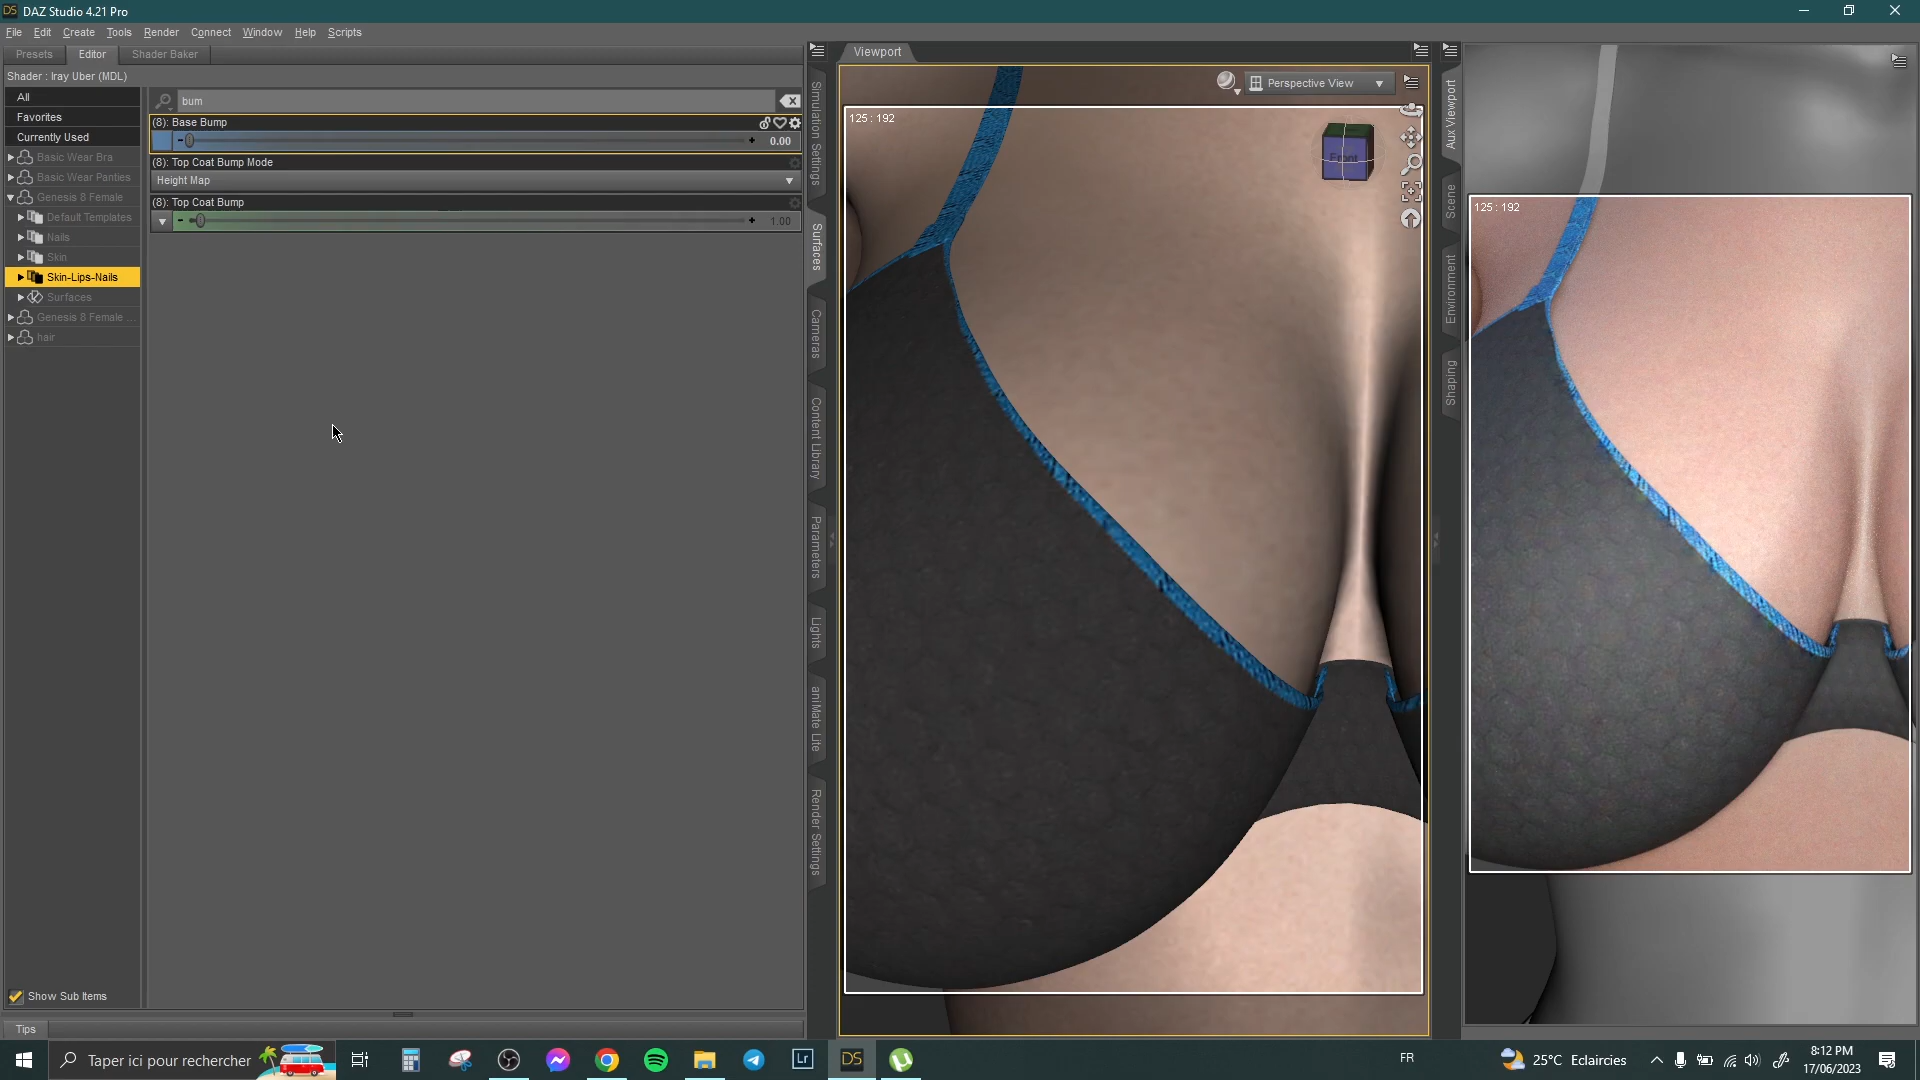 DAZ Studio 4.21 Pro
File Edit Create Tools Render Connect Window Help Scripts
Presets Editor Shader Baker
Shader : Iray Uber (MDL)
All
Favorites
Currently Used
Basic Wear Bra
Basic Wear Panties
Genesis 8 Female
Default Templates
Nails
Skin
Skin-Lips-Nails
Surfaces
Genesis 8 Female ...
hair
Show Sub Items
Tips
bum
(8): Base Bump
0.00
(8): Top Coat Bump Mode
Height Map
(8): Top Coat Bump
1.00
Simulation Settings
Surfaces
Cameras
Content Library
Parameters
Lights
aniMate Lite
Render Settings
Viewport
Perspective View
125 : 192
Front
Aux Viewport
Scene
Environment
Shaping
125 : 192
Taper ici pour rechercher
Lr
DS
FR
25°C Eclaircies
8:12 PM
17/06/2023